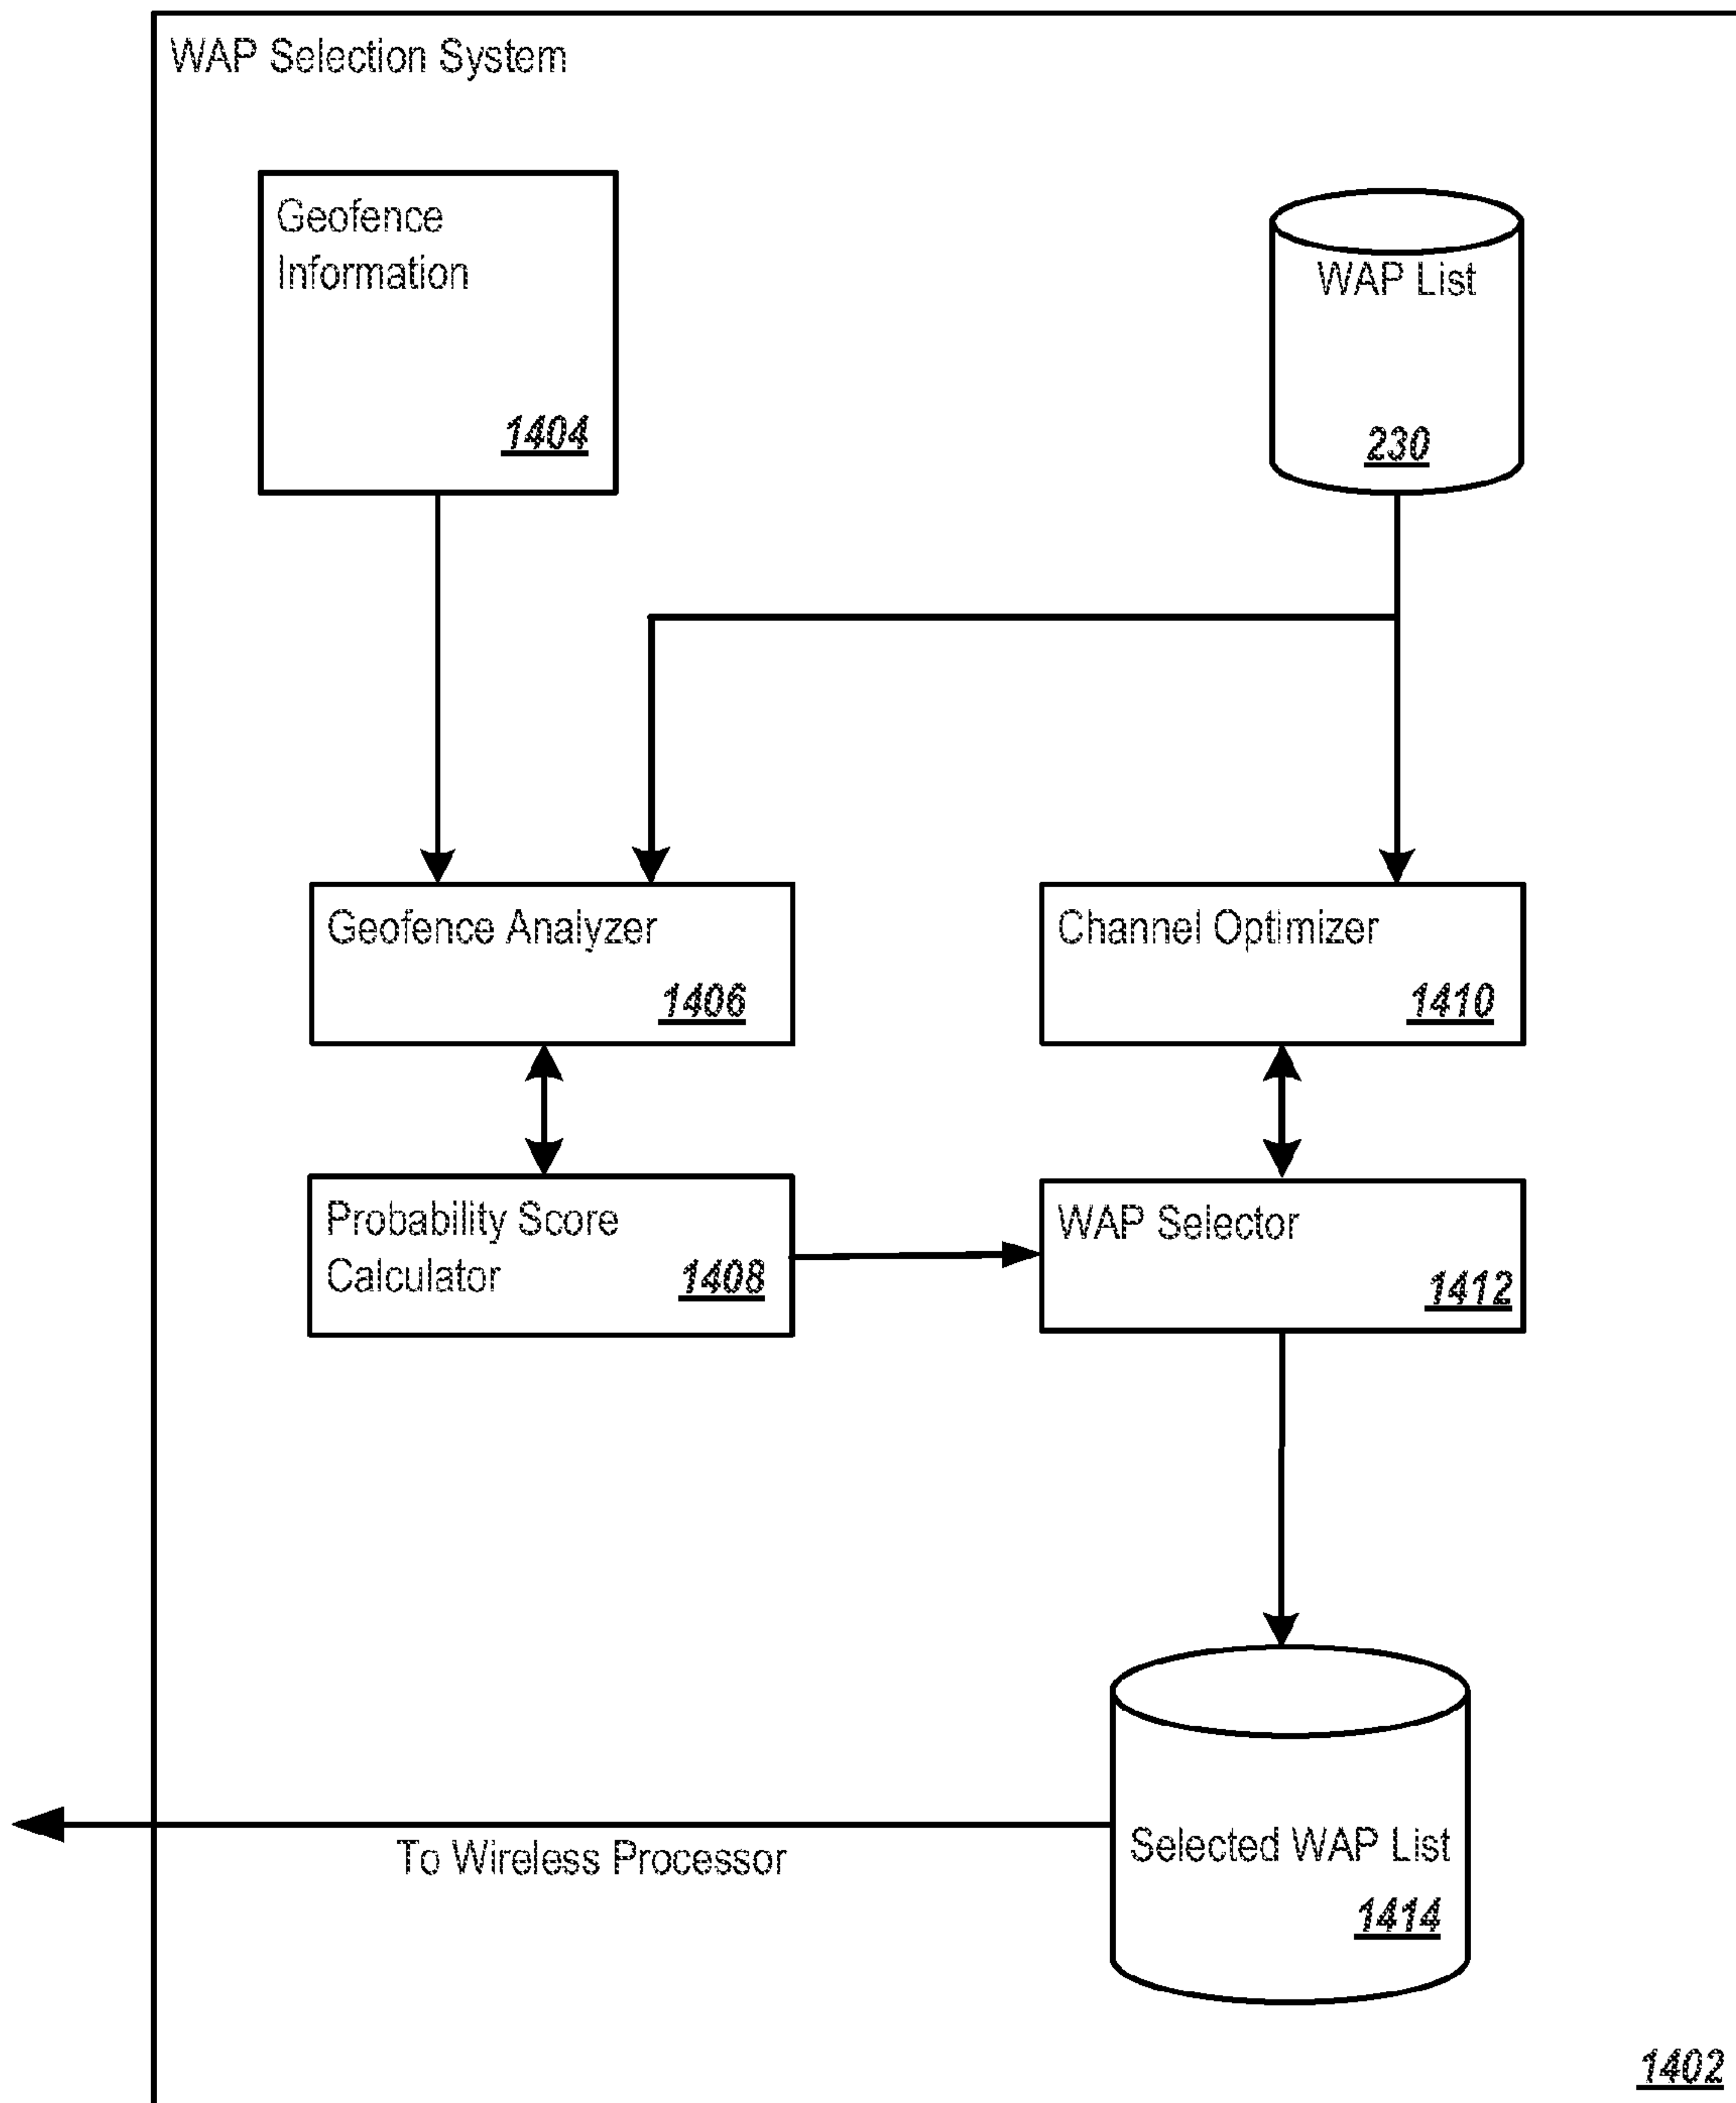 WAP Selection System
Geofence
Information
1404
WAP List
230
Geofence Analyzer
1406
Channel Optimizer
1410
Probability Score
Calculator
1408
WAP Selector
1412
To Wireless Processor
Selected WAP List
1414
1402